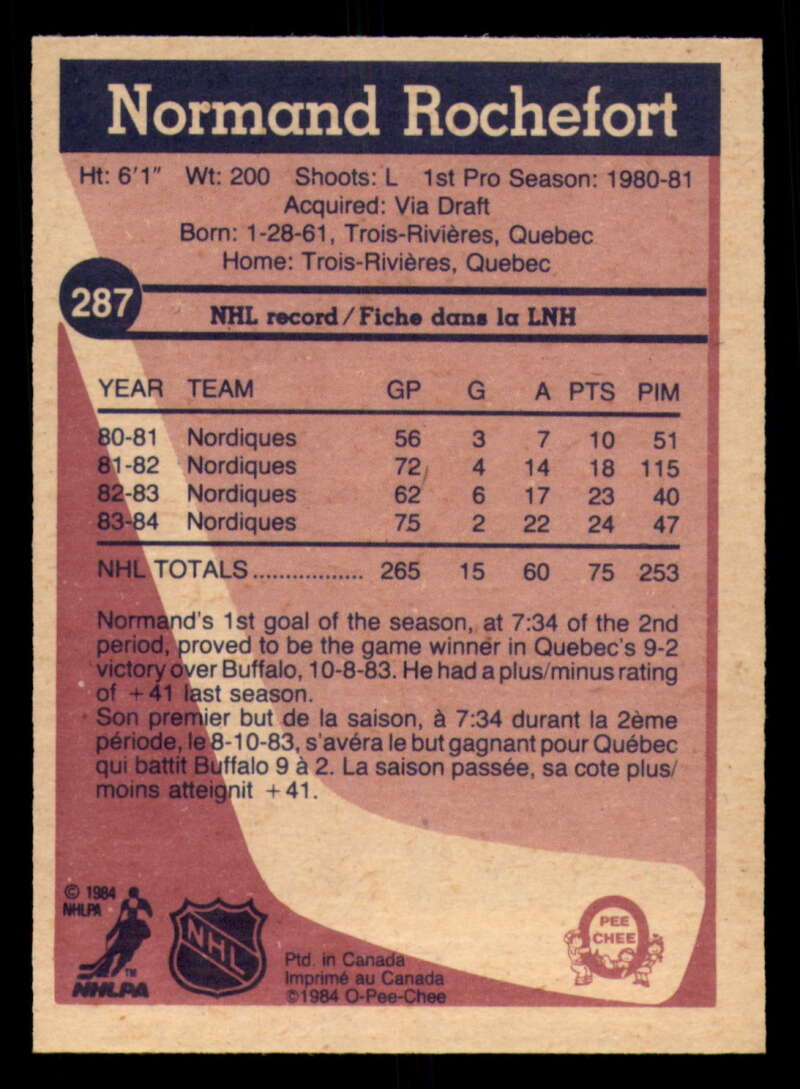 Normand Rochefort
Ht: 6'1" Wt: 200 Shoots: L 1st Pro Season: 1980-81
Acquired: Via Draft
Born: 1-28-61, Trois-Rivières, Quebec
Home: Trois-Rivières, Quebec
287
NHL record/Fiche dans la LNH
YEAR TEAM GP G A PTS PIM
80-81 Nordiques 56 3 7 10 51
81-82 Nordiques 72 4 14 18 115
82-83 Nordiques 62 6 17 23 40
83-84 Nordiques 75 2 22 24 47
NHL TOTALS................. 265 15 60 75 253
Normand's 1st goal of the season, at 7:34 of the 2nd
period, proved to be the game winner in Quebec's 9-2
victory over Buffalo, 10-8-83. He had a plus/minus rating
of +41 last season.
Son premier but de la saison, à 7:34 durant la 2ème
période, le 8-10-83, s'avéra le but gagnant pour Québec
qui battit Buffalo 9 à 2. La saison passée, sa cote plus/
moins atteignit +41.
© 1984
NHLPA
TM
NHLPA
NHL
Ptd. in Canada
Imprimé au Canada
©1984 O-Pee-Chee
PEE
CHEE